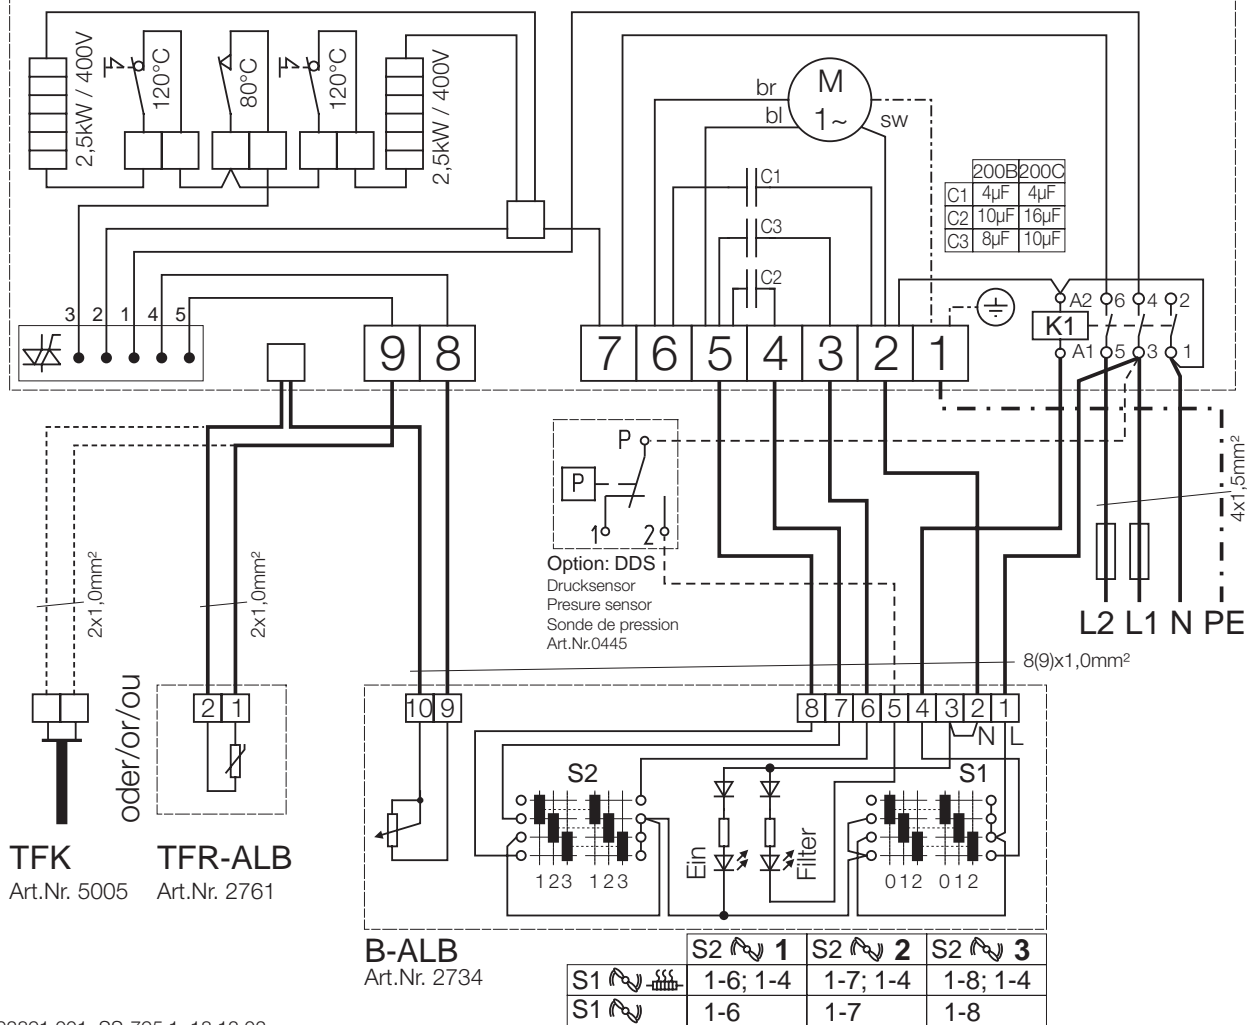 2,5kW / 400V
120°C
80°C
120°C
2,5kW / 400V
M
1~
br
bl
sw
C1
C3
C2
200B 200C
C1 4µF 4µF
C2 10µF 16µF
C3 8µF 10µF
3 2 1 4 5
9 8
7 6 5 4 3 2 1
A2 6 4 2
K1
A1 5 3 1
P
P
1 2
Option: DDS
Drucksensor
Presure sensor
Sonde de pression
Art.Nr.0445
4x1,5mm²
L2 L1 N PE
2x1,0mm²
2x1,0mm²
8(9)x1,0mm²
oder/or/ou
2 1
10 9
8 7 6 5 4 3 2 1
N L
S2
S1
Ein
Filter
123 123
012 012
TFK
Art.Nr. 5005
TFR-ALB
Art.Nr. 2761
B-ALB
Art.Nr. 2734
S2 1 S2 2 S2 3
S1 1-6; 1-4 1-7; 1-4 1-8; 1-4
S1 1-6 1-7 1-8